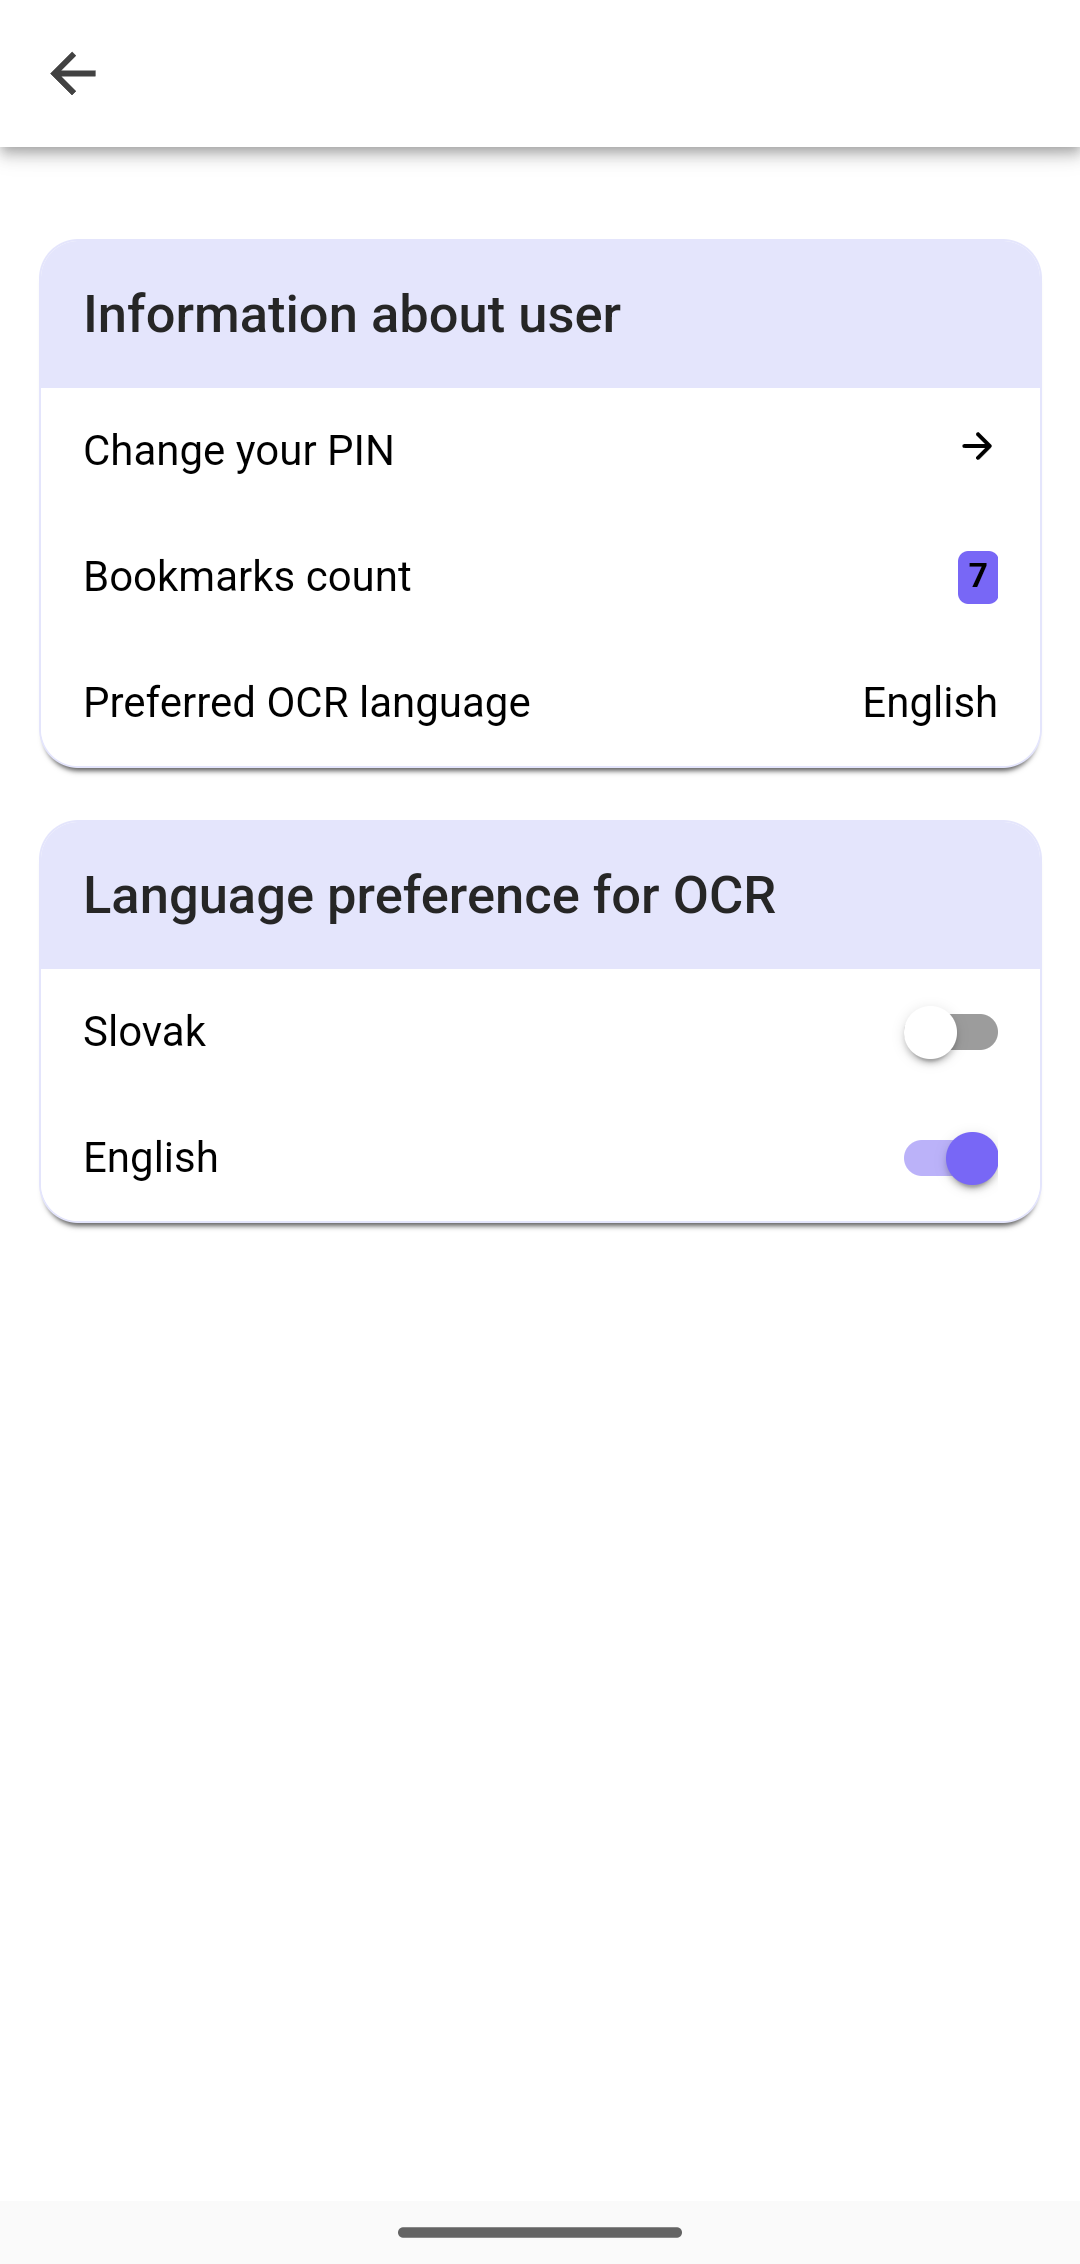 Information about user
Change your PIN
Bookmarks count 7
Preferred OCR language English
Language preference for OCR
Slovak
English